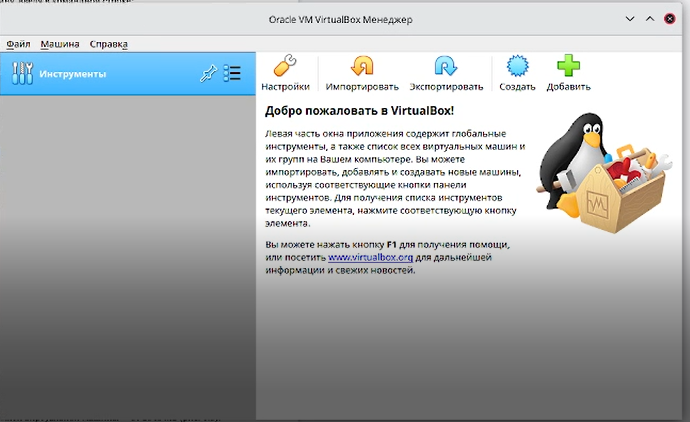 Oracle VM VirtualBox Менеджер
Файл Машина Справка
Инструменты
Настройки Импортировать Экспортировать Создать Добавить
Добро пожаловать в VirtualBox!
Левая часть окна приложения содержит глобальные
инструменты, а также список всех виртуальных машин и
их групп на Вашем компьютере. Вы можете
импортировать, добавлять и создавать новые машины,
используя соответствующие кнопки панели
инструментов. Для получения списка инструментов
текущего элемента, нажмите соответствующую кнопку
элемента.
Вы можете нажать кнопку F1 для получения помощи,
или посетить www.virtualbox.org для дальнейшей
информации и свежих новостей.